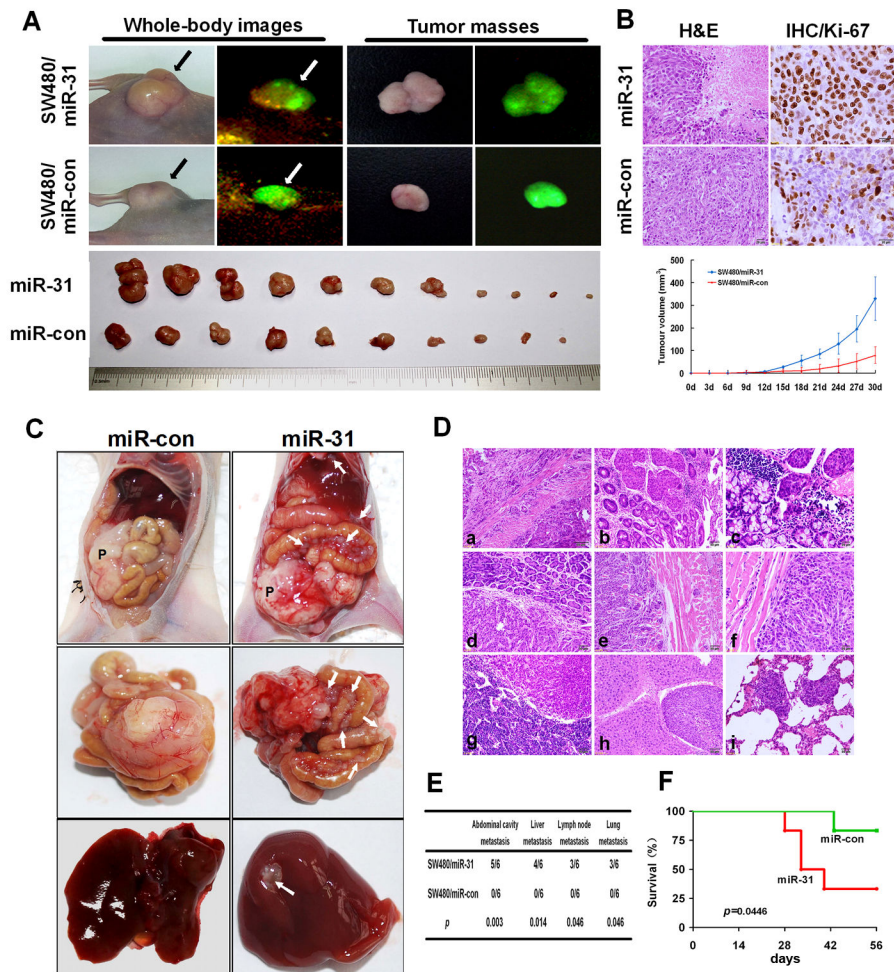 A
Whole-body images
Tumor masses
SW480/
miR-31
SW480/
miR-con
miR-31
miR-con
B
H&E
IHC/Ki-67
miR-31
miR-con
Tumour volume (mm³)
SW480/miR-31
SW480/miR-con
500
400
300
200
100
0
0d 3d 6d 9d 12d 15d 18d 21d 24d 27d 30d
C
miR-con
miR-31
P
P
D
a
b
c
d
e
f
g
h
i
E
Abdominal cavity metastasis Liver metastasis Lymph node metastasis Lung metastasis
SW480/miR-31 5/6 4/6 3/6 3/6
SW480/miR-con 0/6 0/6 0/6 0/6
p 0.003 0.014 0.046 0.046
F
Survival (%)
100
75
50
25
0
miR-con
miR-31
p=0.0446
0 14 28 42 56
days